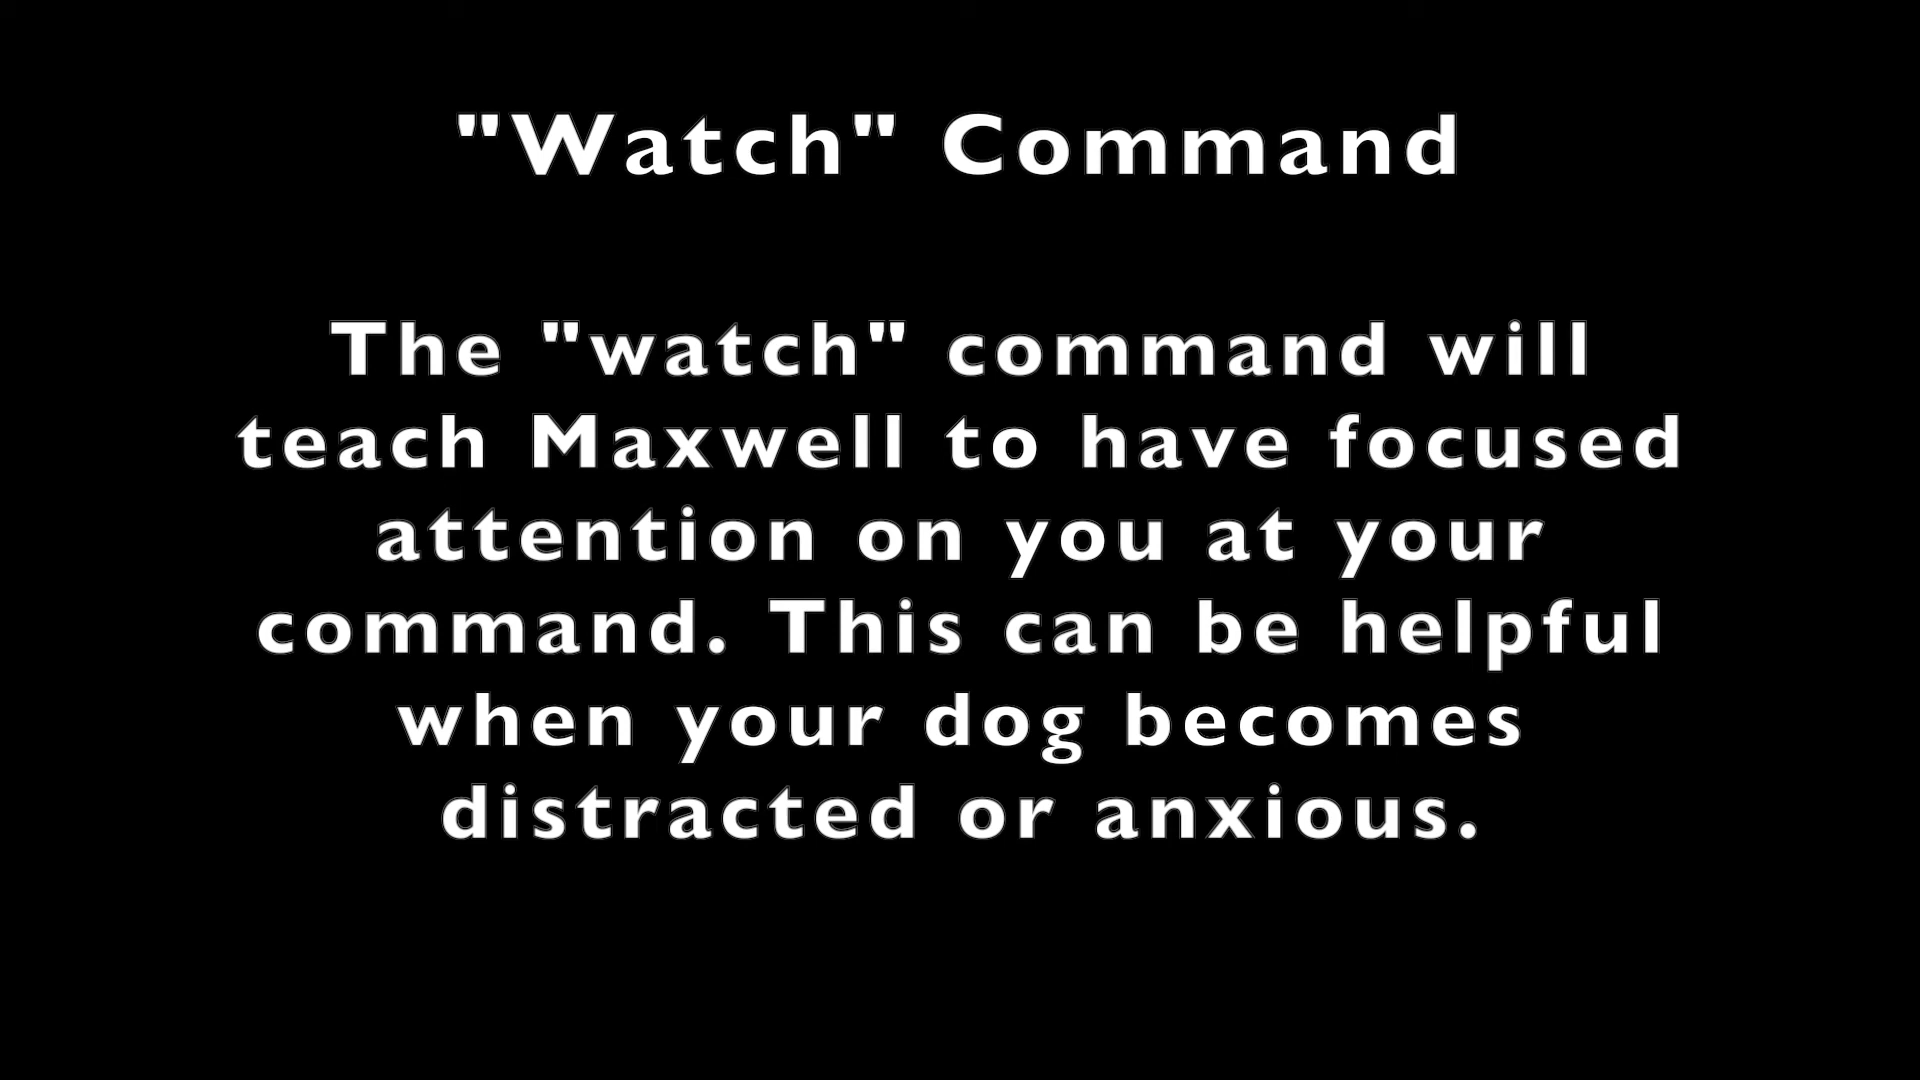 "Watch" Command
The "watch" command will
teach Maxwell to have focused
attention on you at your
command. This can be helpful
when your dog becomes
distracted or anxious.